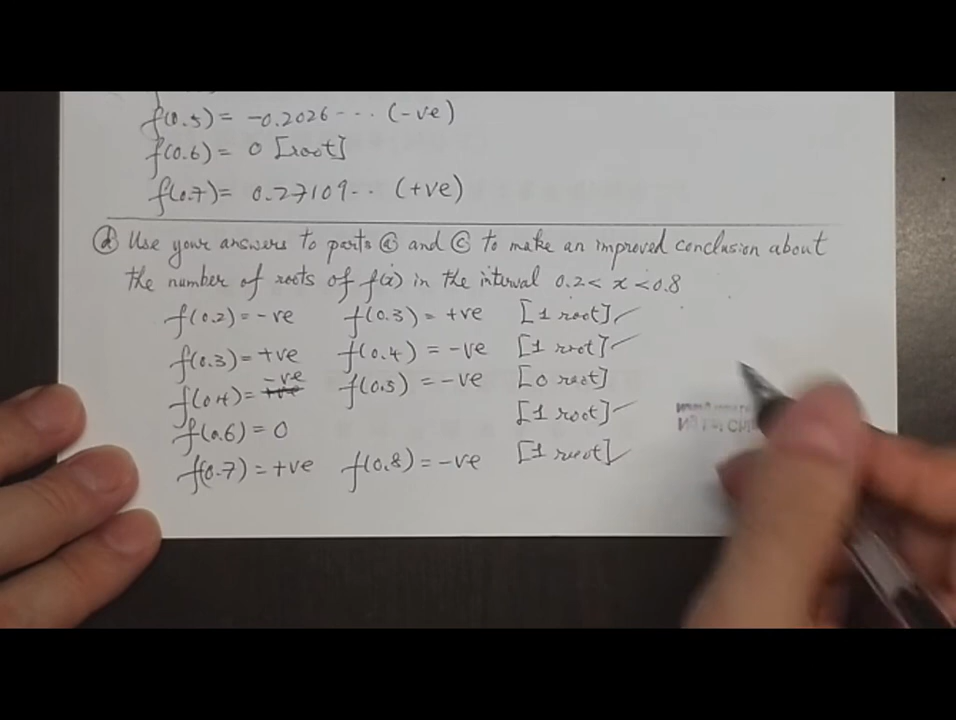 f(0.5) = -0.2026... (-ve)
f(0.6) = 0 [root]
f(0.7) = 0.27109.. (+ve)
(d) Use your answers to parts (a) and (c) to make an improved conclusion about
the number of roots of f(x) in the interval 0.2 < x < 0.8
f(0.2) = -ve f(0.3) = +ve [1 root] ✓
f(0.3) = +ve f(0.4) = -ve [1 root] ✓
f(0.4) = -ve f(0.5) = -ve [0 root]
f(0.6) = 0 [1 root] ✓
f(0.7) = +ve f(0.8) = -ve [1 root] ✓